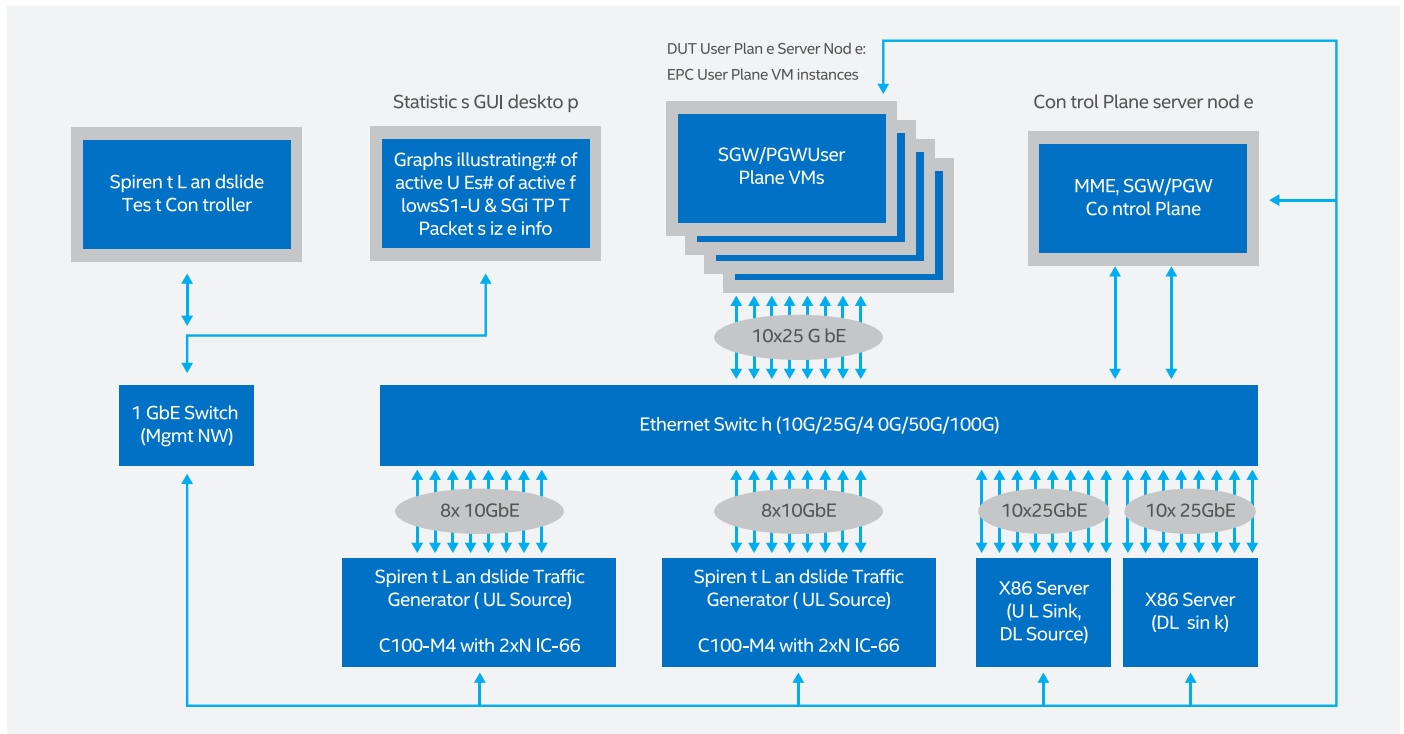 DUT User Plan e Server Nod e:
EPC User Plane VM instances
Statistic s GUI deskto p
Con trol Plane server nod e
Spiren t L an dslide
Tes t Con troller
Graphs illustrating:# of
active U Es# of active f
lowsS1-U & SGi TP T
Packet s iz e info
SGW/PGWUser
Plane VMs
MME, SGW/PGW
Co ntrol Plane
10x25 G bE
1 GbE Switch
(Mgmt NW)
Ethernet Switc h (10G/25G/4 0G/50G/100G)
8x 10GbE
8x10GbE
10x25GbE
10x 25GbE
Spiren t L an dslide Traffic
Generator ( UL Source)
C100-M4 with 2xN IC-66
Spiren t L an dslide Traffic
Generator ( UL Source)
C100-M4 with 2xN IC-66
X86 Server
(U L Sink,
DL Source)
X86 Server
(DL sin k)